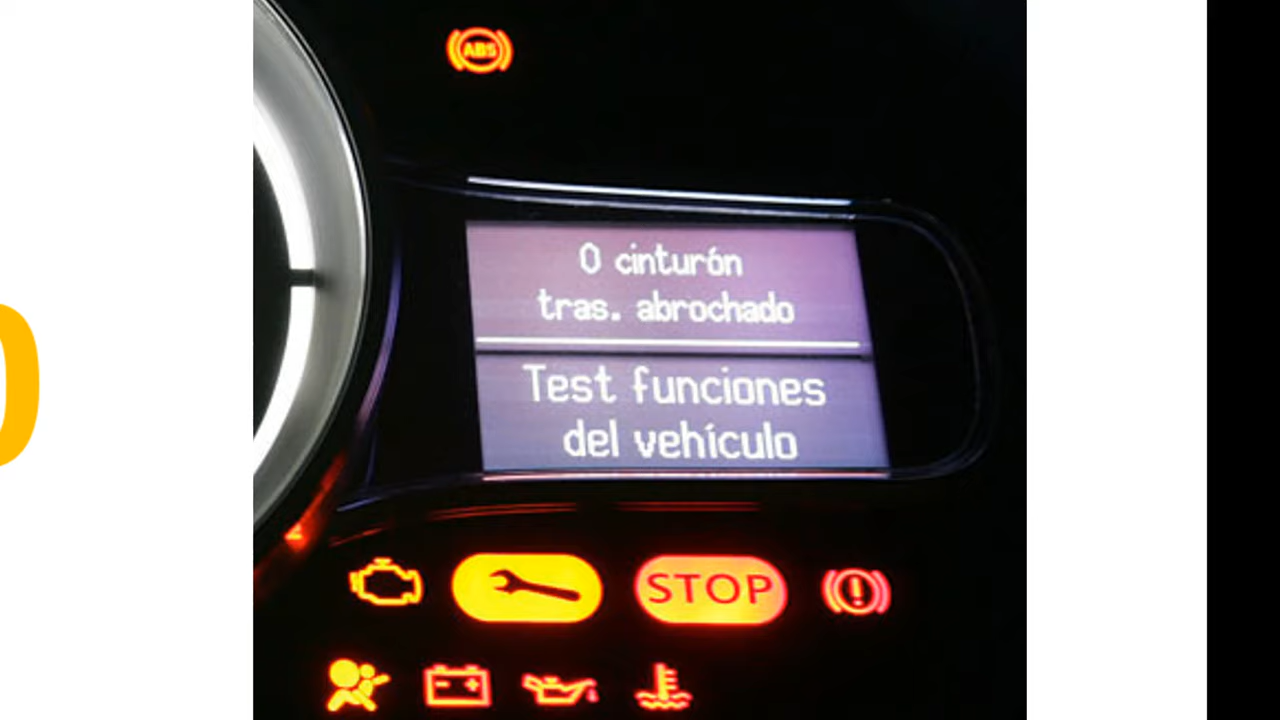 ABS
0 cinturón
tras. abrochado
Test funciones
del vehículo
STOP